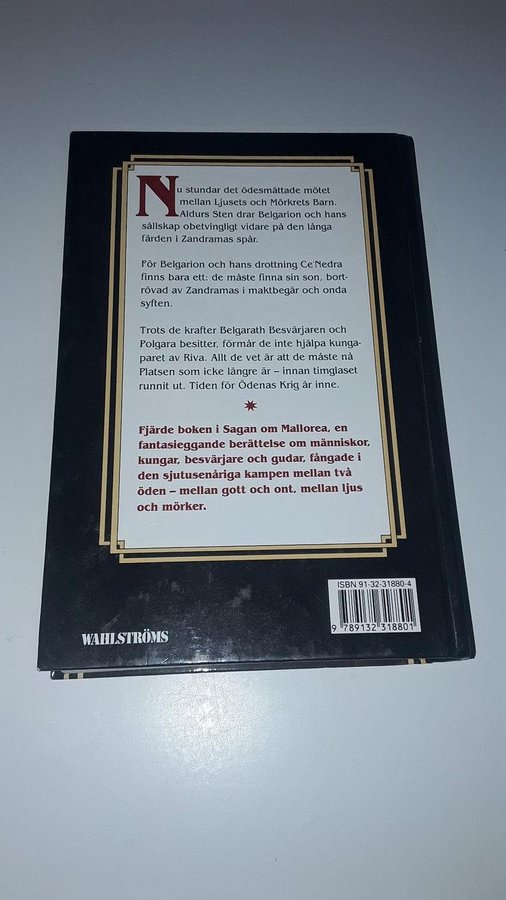 Nu stundar det ödesmättade mötet
mellan Ljusets och Mörkrets Barn.
Aldurs Sten drar Belgarion och hans
sällskap obetvingligt vidare på den långa
färden i Zandramas spår.
För Belgarion och hans drottning Ce'Nedra
finns bara ett: de måste finna sin son, bort-
rövad av Zandramas i maktbegär och onda
syften.
Trots de krafter Belgarath Besvärjaren och
Polgara besitter, förmår de inte hjälpa kunga-
paret av Riva. Allt de vet är att de måste nå
Platsen som icke längre är – innan timglaset
runnit ut. Tiden för Ödenas Krig är inne.
Fjärde boken i Sagan om Mallorea, en
fantasieggande berättelse om människor,
kungar, besvärjare och gudar, fångade i
den sjutusenåriga kampen mellan två
öden – mellan gott och ont, mellan ljus
och mörker.
ISBN 91-32-31880-4
9 789132 318801
WAHLSTRÖMS